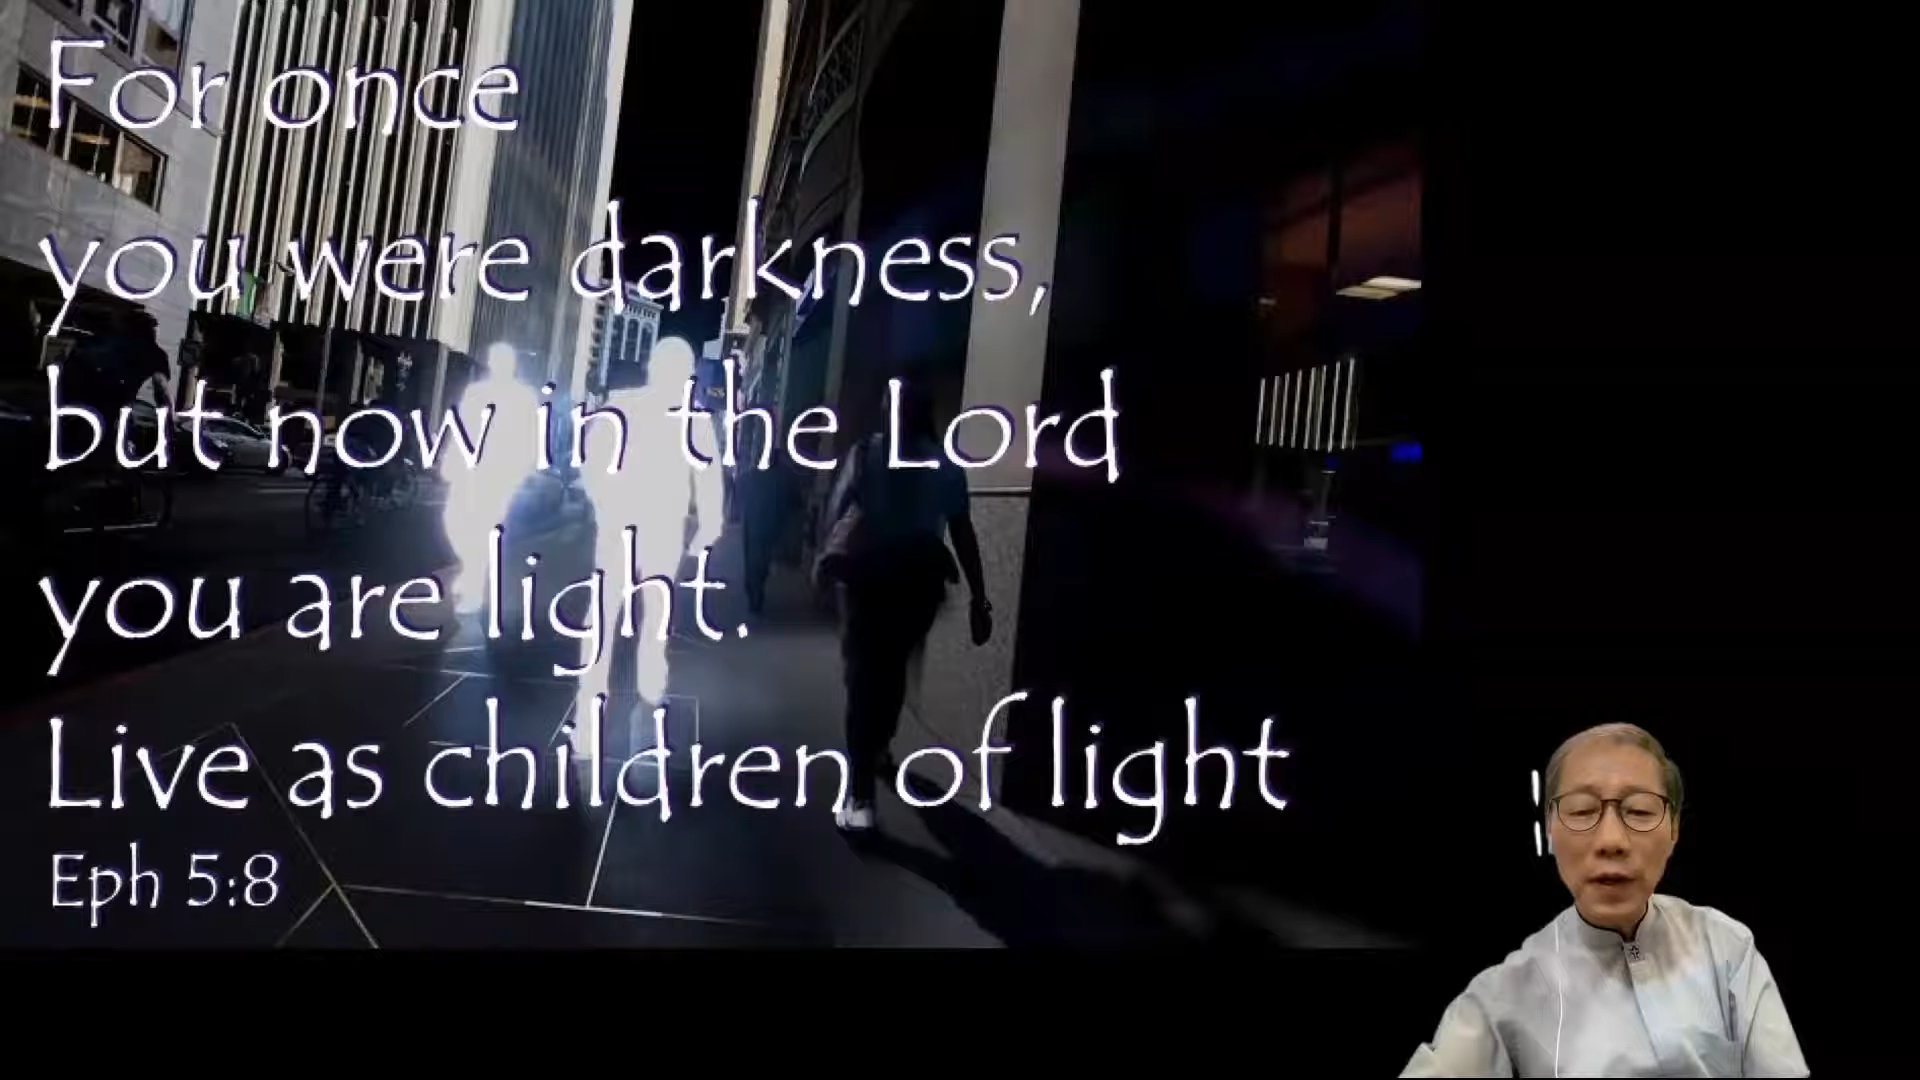 For once
you were darkness,
but now in the Lord
you are light.
Live as children of light
Eph 5:8